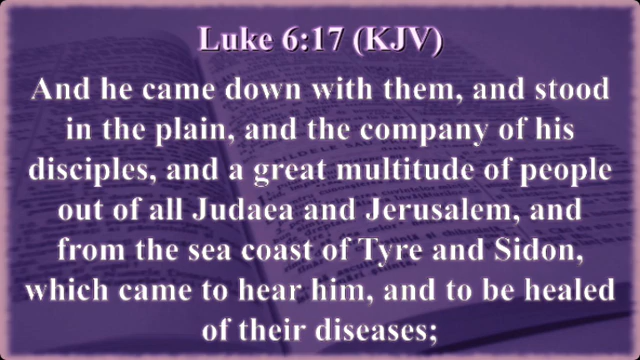 Luke 6:17 (KJV)
And he came down with them, and stood
in the plain, and the company of his
disciples, and a great multitude of people
out of all Judaea and Jerusalem, and
from the sea coast of Tyre and Sidon,
which came to hear him, and to be healed
of their diseases;